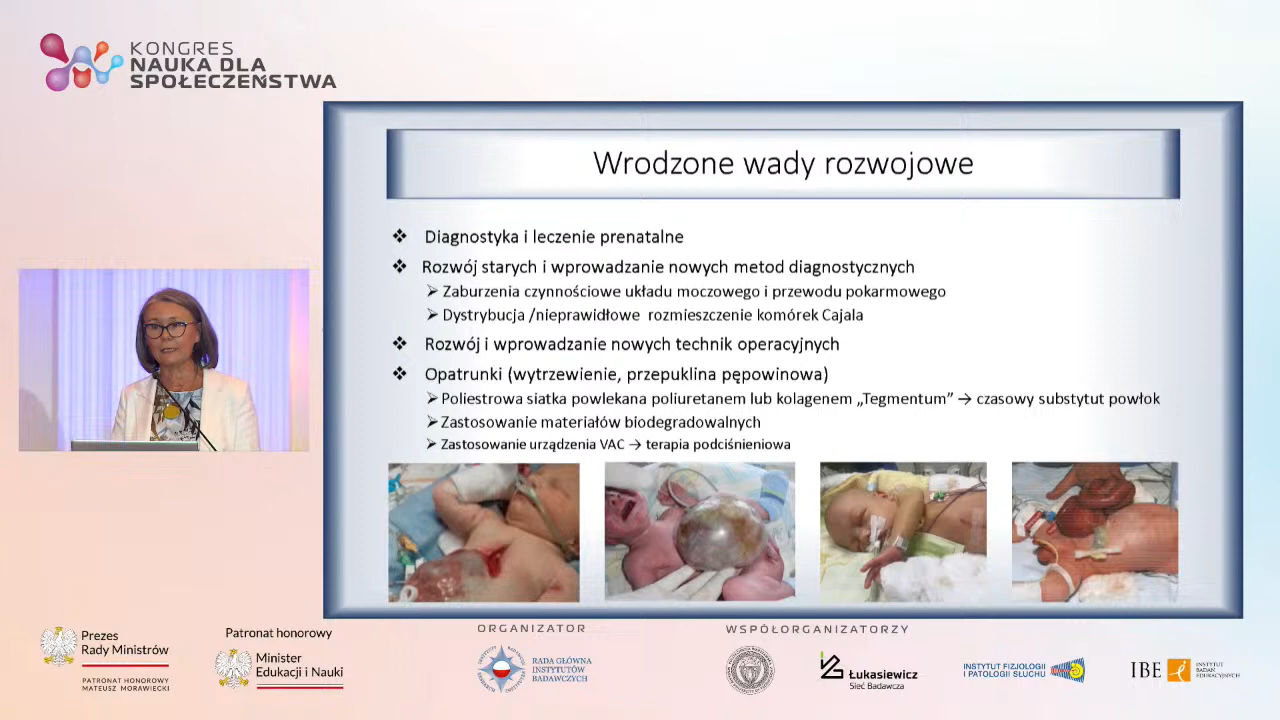 KONGRES
NAUKA DLA
SPOŁECZEŃSTWA
Wrodzone wady rozwojowe
Diagnostyka i leczenie prenatalne
Rozwój starych i wprowadzanie nowych metod diagnostycznych
Zaburzenia czynnościowe układu moczowego i przewodu pokarmowego
Dystrybucja /nieprawidłowe rozmieszczenie komórek Cajala
Rozwój i wprowadzanie nowych technik operacyjnych
Opatrunki (wytrzewienie, przepuklina pępowinowa)
Poliestrowa siatka powlekana poliuretanem lub kolagenem „Tegmentum” → czasowy substytut powłok
Zastosowanie materiałów biodegradowalnych
Zastosowanie urządzenia VAC → terapia podciśnieniowa
Prezes
Rady Ministrów
PATRONAT HONOROWY
MATEUSZ MORAWIECKI
Patronat honorowy
Minister
Edukacji i Nauki
ORGANIZATOR
RADA GŁÓWNA
INSTYTUTÓW
BADAWCZYCH
WSPÓŁORGANIZATORZY
Łukasiewicz
Sieć Badawcza
INSTYTUT FIZJOLOGII
I PATOLOGII SŁUCHU
IBE
INSTYTUT
BADAŃ
EDUKACYJNYCH